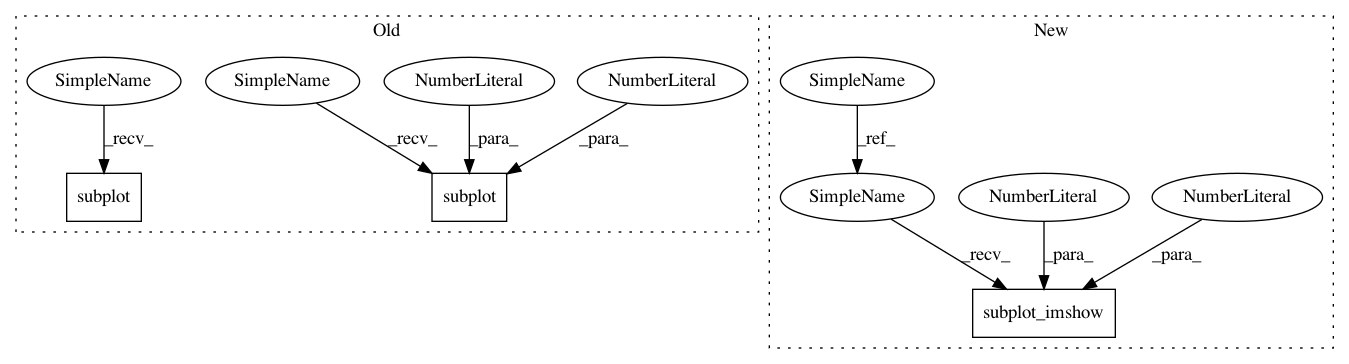 Old
New
SimpleName
SimpleName
NumberLiteral
NumberLiteral
SimpleName
_recv_
_recv_
_para_
_para_
_ref_
subplot
subplot
SimpleName
NumberLiteral
NumberLiteral
_recv_
_para_
_para_
subplot_imshow